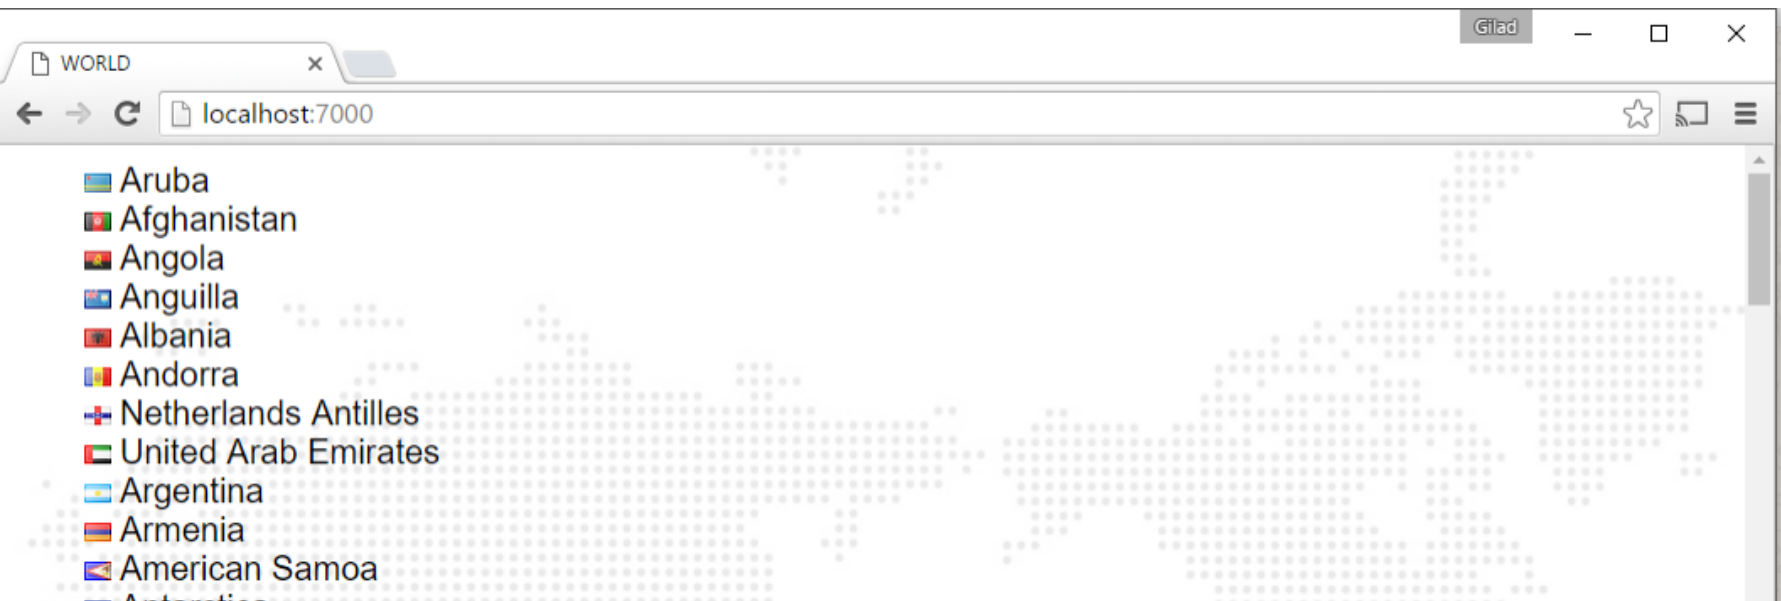 Gilad
WORLD
localhost:7000
Aruba
Afghanistan
Angola
Anguilla
Albania
Andorra
Netherlands Antilles
United Arab Emirates
Argentina
Armenia
American Samoa
Antarctica